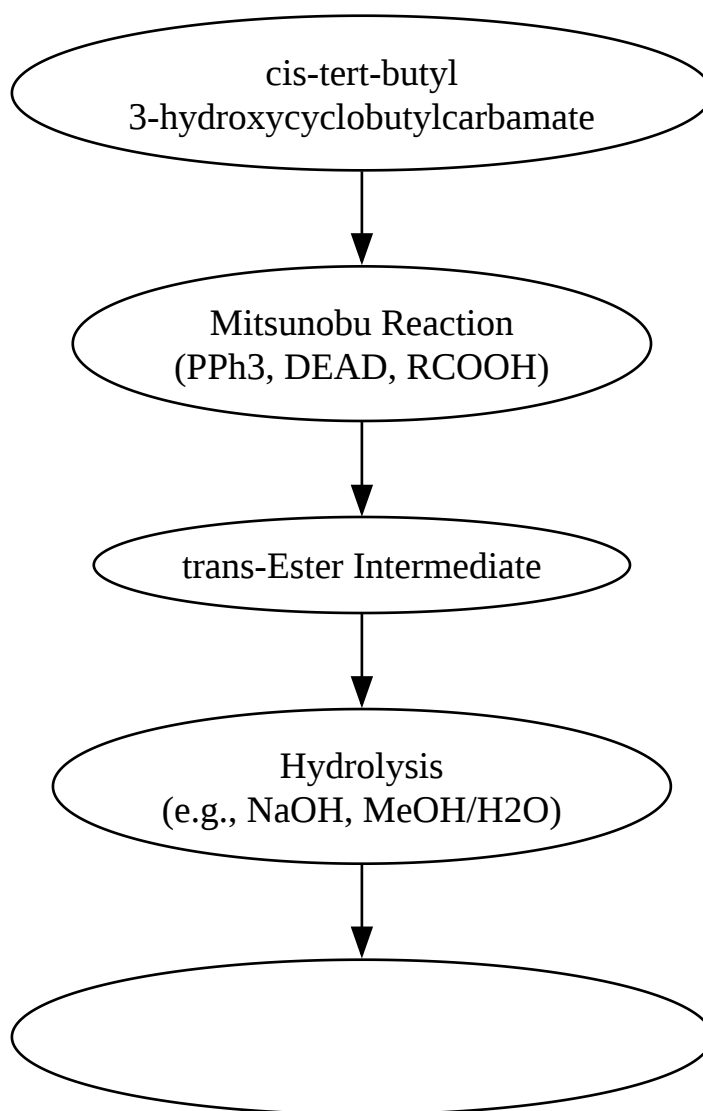 cis-tert-butyl
3-hydroxycyclobutylcarbamate
Mitsunobu Reaction
(PPh3, DEAD, RCOOH)
trans-Ester Intermediate
Hydrolysis
(e.g., NaOH, MeOH/H2O)